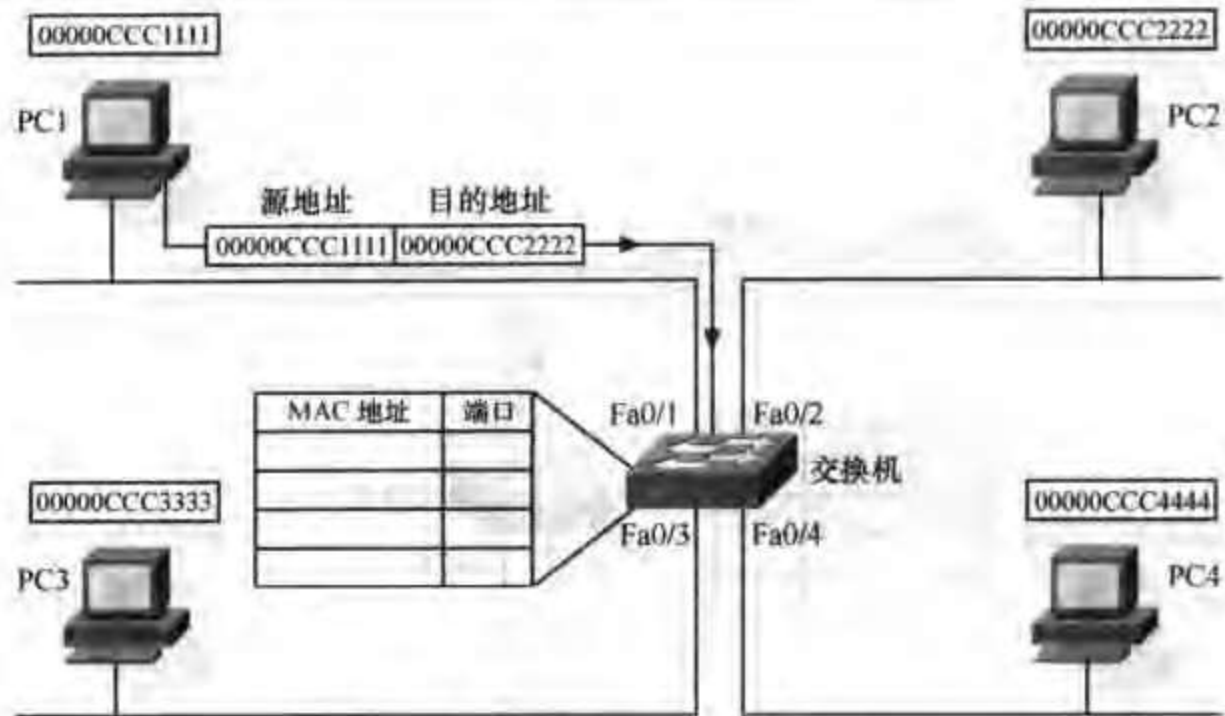 00000CCC1111
00000CCC2222
PC1
PC2
源地址 目的地址
00000CCC1111 00000CCC2222
MAC 地址 端口
Fa0/1 Fa0/2
交换机
00000CCC3333
00000CCC4444
Fa0/3 Fa0/4
PC3
PC4